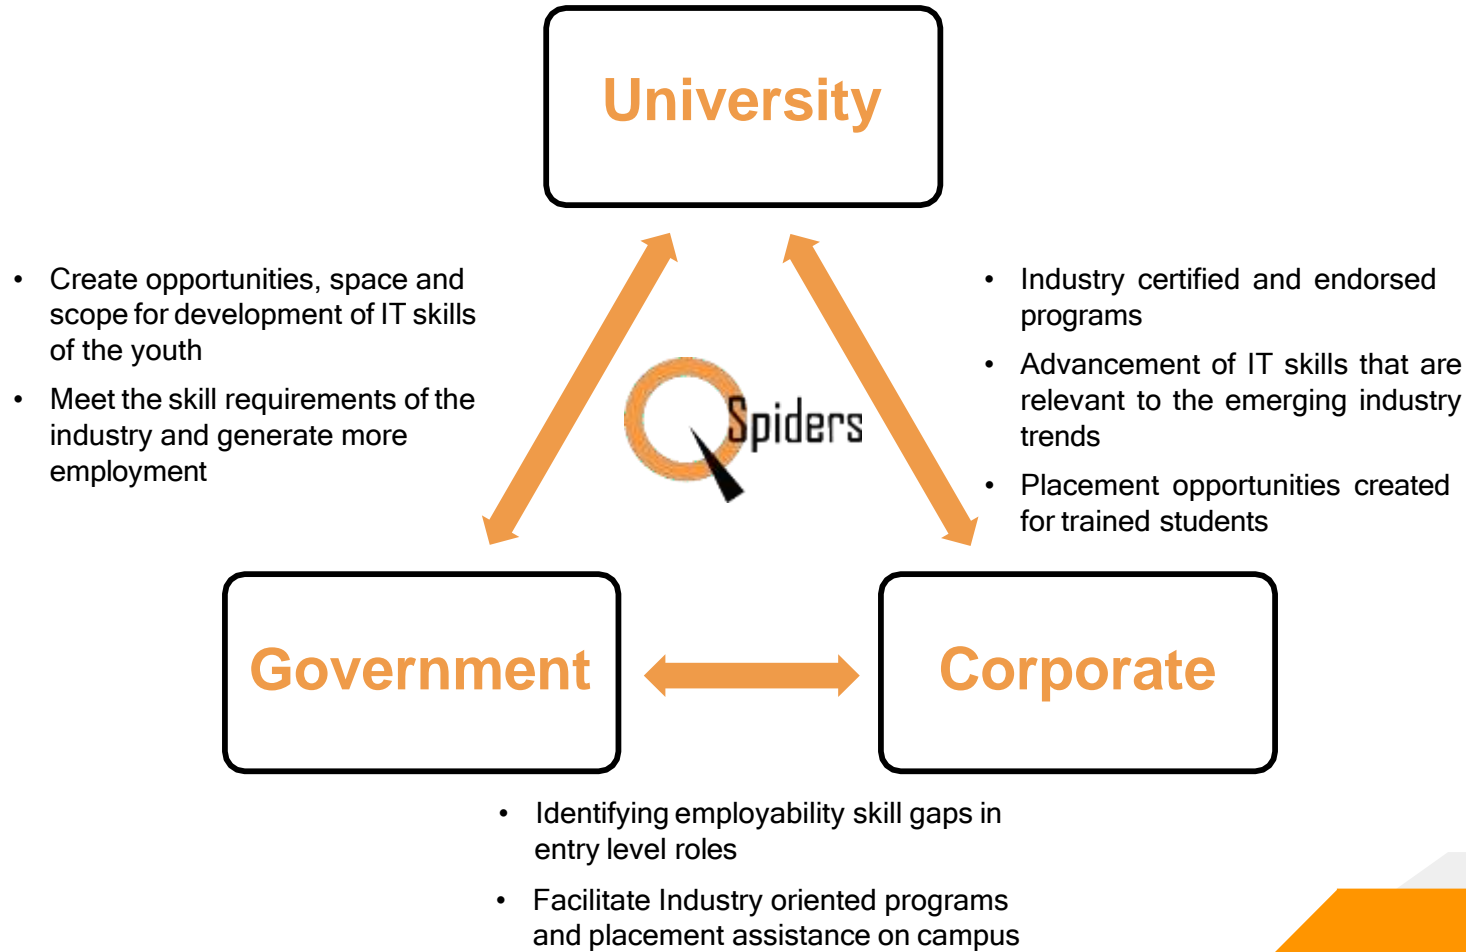 University
• Create opportunities, space and
scope for development of IT skills
of the youth
• Meet the skill requirements of the
industry and generate more
employment
Spiders
• Industry certified and endorsed
programs
• Advancement of IT skills that are
relevant to the emerging industry
trends
• Placement opportunities created
for trained students
Government
Corporate
• Identifying employability skill gaps in
entry level roles
• Facilitate Industry oriented programs
and placement assistance on campus